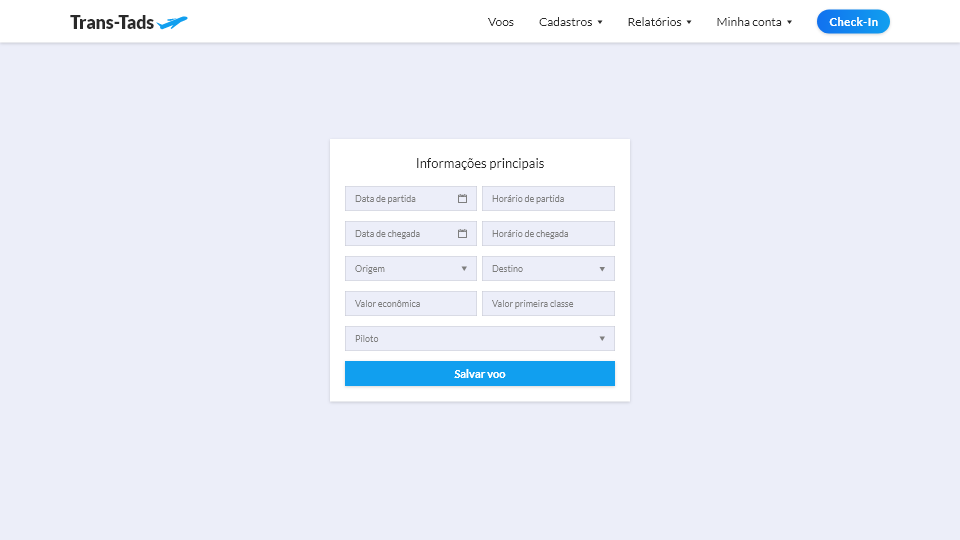 Trans-Tads
Voos Cadastros Relatórios Minha conta Check-In
Informações principais
Data de partida Horário de partida
Data de chegada Horário de chegada
Origem Destino
Valor econômica Valor primeira classe
Piloto
Salvar voo